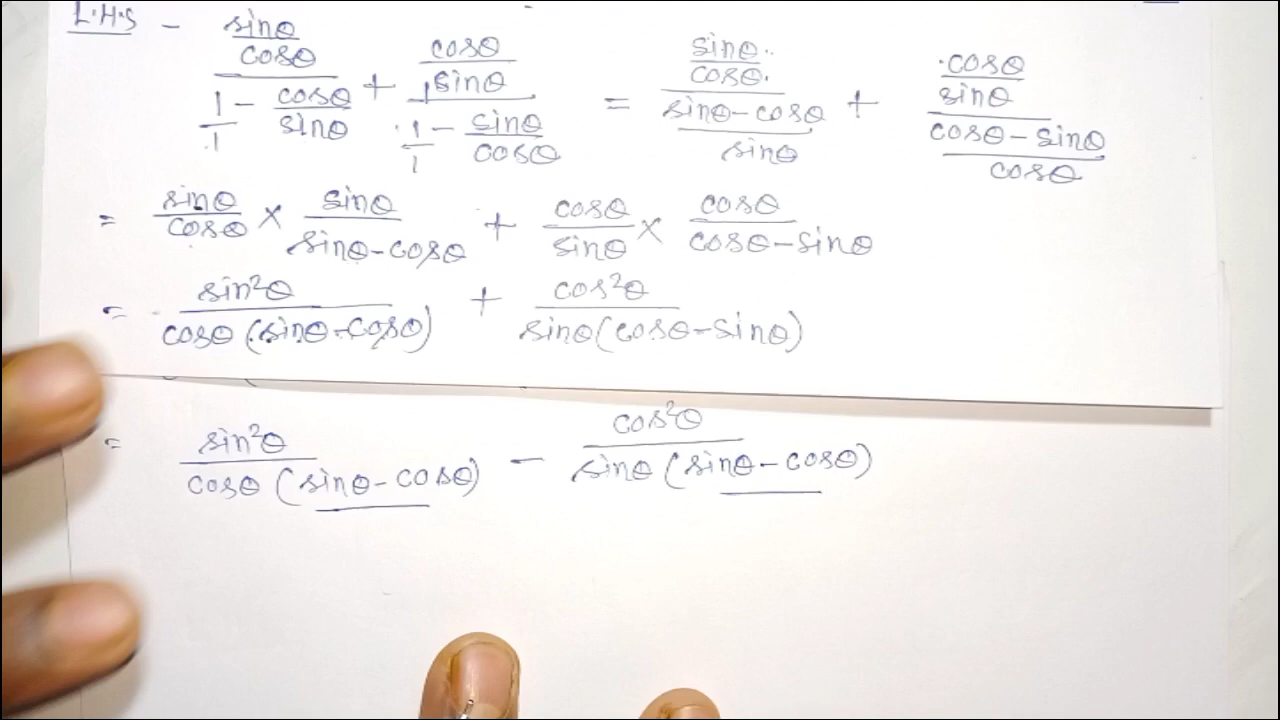 L.H.S - (sinθ/cosθ)/(1/1 - cosθ/sinθ) + (cosθ/sinθ)/(1/1 - sinθ/cosθ) = (sinθ/cosθ)/((sinθ-cosθ)/sinθ) + (cosθ/sinθ)/((cosθ-sinθ)/cosθ)
= sinθ/cosθ × sinθ/(sinθ-cosθ) + cosθ/sinθ × cosθ/(cosθ-sinθ)
= sin²θ/(cosθ(sinθ-cosθ)) + cos²θ/(sinθ(cosθ-sinθ))
= sin²θ/(cosθ(sinθ-cosθ)) - cos²θ/(sinθ(sinθ-cosθ))